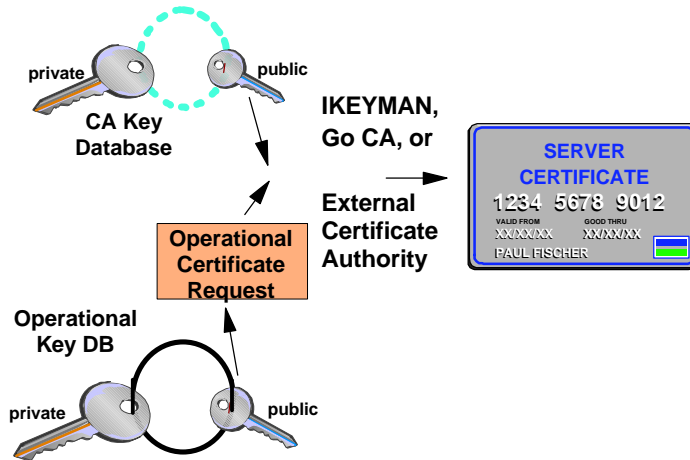 private
public
CA Key
Database
IKEYMAN,
Go CA, or
External
Certificate
Authority
SERVER
CERTIFICATE
1234 5678 9012
VALID FROM GOOD THRU
XX/XX/XX XX/XX/XX
PAUL FISCHER
Operational
Certificate
Request
Operational
Key DB
private
public